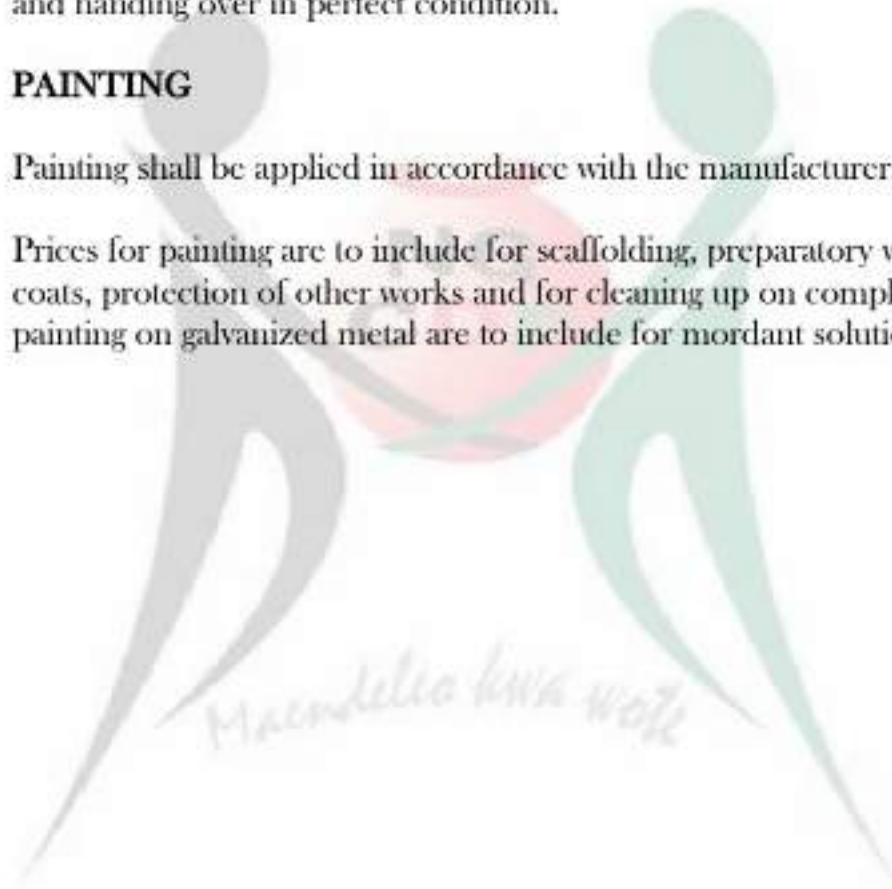 and handing over in perfect condition.
PAINTING
Painting shall be applied in accordance with the manufacturer
Prices for painting are to include for scaffolding, preparatory
coats, protection of other works and for cleaning up on
painting on galvanized metal are to include for mordant
NG
Maendeleo kwa wote